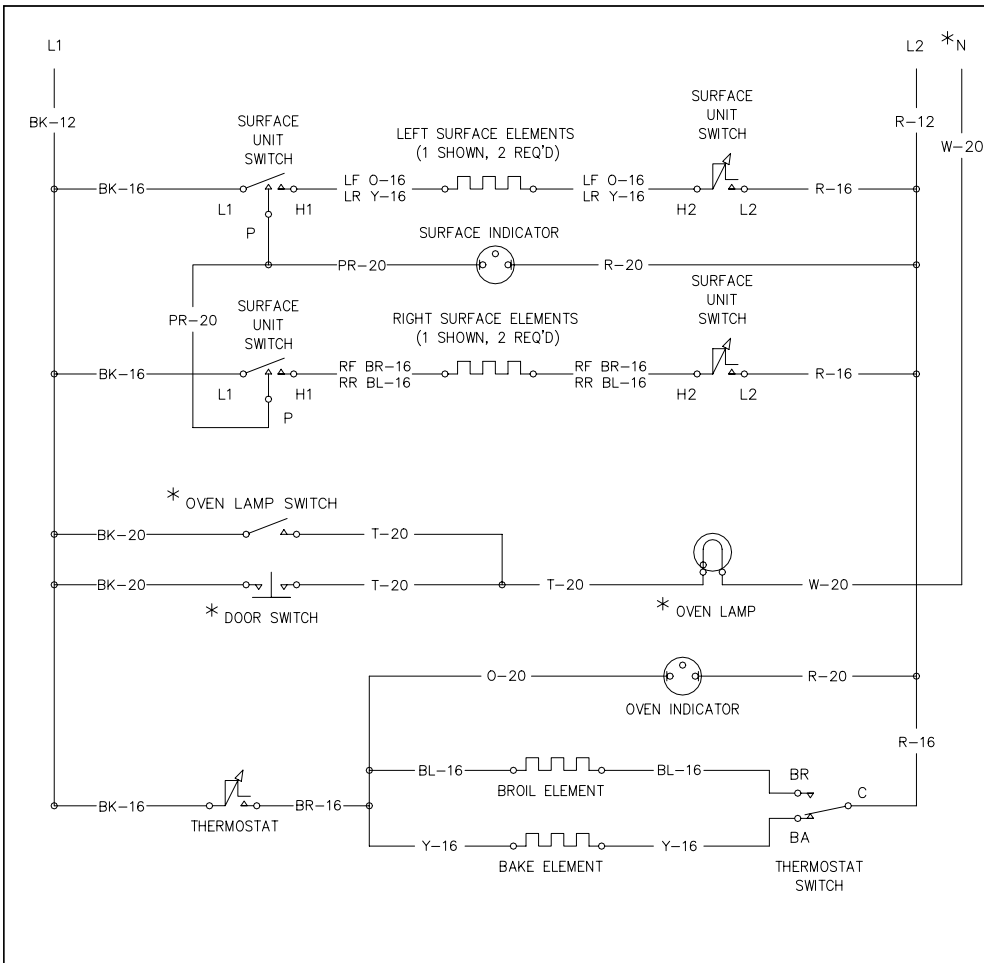 L1
L2
*N
BK-12
SURFACE
UNIT
SWITCH
LEFT SURFACE ELEMENTS
(1 SHOWN, 2 REQ'D)
SURFACE
UNIT
SWITCH
R-12
W-20
BK-16
LF O-16
LR Y-16
LF O-16
LR Y-16
R-16
L1
H1
H2
L2
P
SURFACE INDICATOR
PR-20
R-20
PR-20
SURFACE
UNIT
SWITCH
RIGHT SURFACE ELEMENTS
(1 SHOWN, 2 REQ'D)
SURFACE
UNIT
SWITCH
BK-16
RF BR-16
RR BL-16
RF BR-16
RR BL-16
R-16
L1
H1
H2
L2
P
* OVEN LAMP SWITCH
BK-20
T-20
BK-20
T-20
T-20
W-20
* DOOR SWITCH
* OVEN LAMP
O-20
R-20
OVEN INDICATOR
R-16
BL-16
BL-16
BR
BROIL ELEMENT
C
BK-16
BR-16
THERMOSTAT
BA
Y-16
Y-16
BAKE ELEMENT
THERMOSTAT
SWITCH